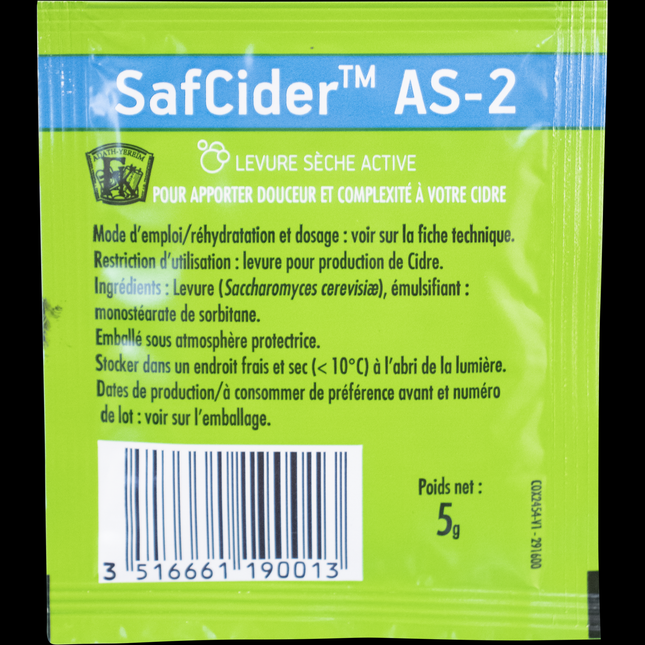 SafCider™ AS-2
LEVURE SÈCHE ACTIVE
AGATH-YEREIM
POUR APPORTER DOUCEUR ET COMPLEXITÉ À VOTRE CIDRE
Mode d'emploi/réhydratation et dosage : voir sur la fiche technique.
Restriction d'utilisation : levure pour production de Cidre.
Ingrédients : Levure (Saccharomyces cerevisiæ), émulsifiant :
monostéarate de sorbitane.
Emballé sous atmosphère protectrice.
Stocker dans un endroit frais et sec (< 10°C) à l'abri de la lumière.
Dates de production/à consommer de préférence avant et numéro
de lot : voir sur l'emballage.
Poids net :
5g
3 516661 190013